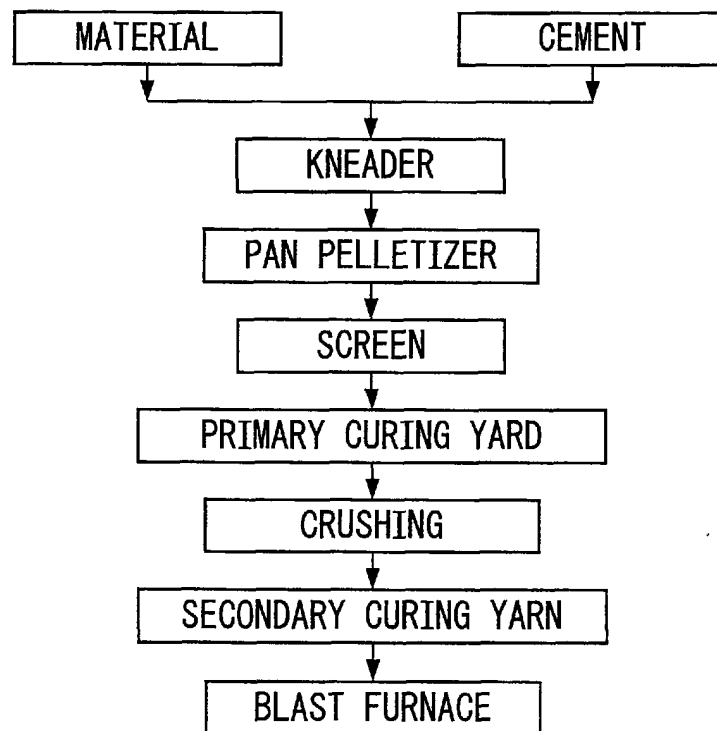 MATERIAL
CEMENT
KNEADER
PAN PELLETIZER
SCREEN
PRIMARY CURING YARD
CRUSHING
SECONDARY CURING YARN
BLAST FURNACE